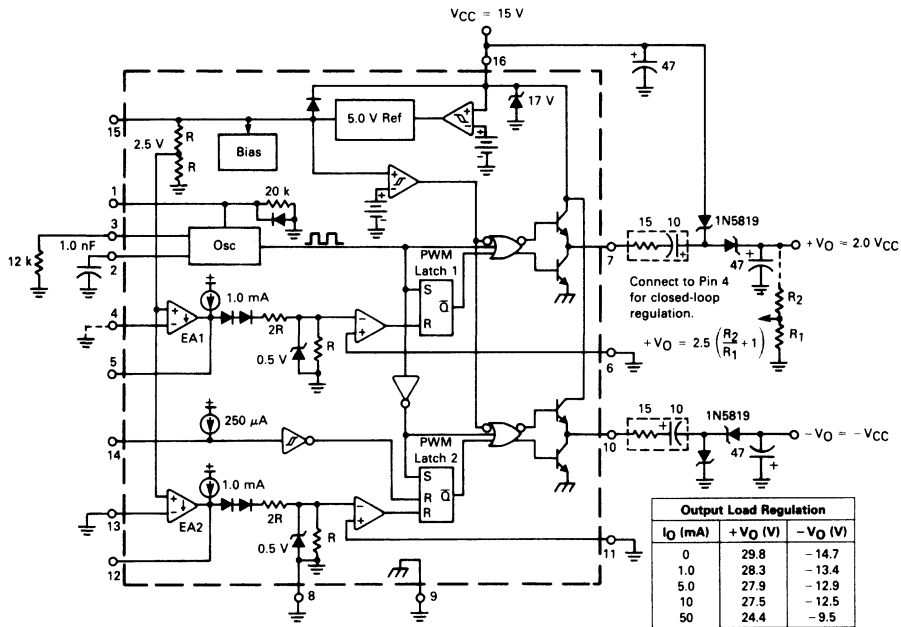 VCC = 15 V
16
47
15
2.5 V
R
R
Bias
5.0 V Ref
17 V
1
20 k
3
1.0 nF
12 k
2
Osc
4
1.0 mA
EA1
2R
0.5 V
R
5
PWM
Latch 1
S
Q
R
7
15
10
1N5819
+VO ≈ 2.0 VCC
47
Connect to Pin 4
for closed-loop
regulation.
R2
R1
+VO = 2.5 (R2/R1 +1)
6
250 µA
14
PWM
Latch 2
S
R
Q
R
10
15
10
1N5819
47
−VO ≈ −VCC
1.0 mA
13
EA2
2R
0.5 V
R
12
11
8
9
Output Load Regulation
IO (mA) +VO (V) −VO (V)
0 29.8 −14.7
1.0 28.3 −13.4
5.0 27.9 −12.9
10 27.5 −12.5
50 24.4 −9.5